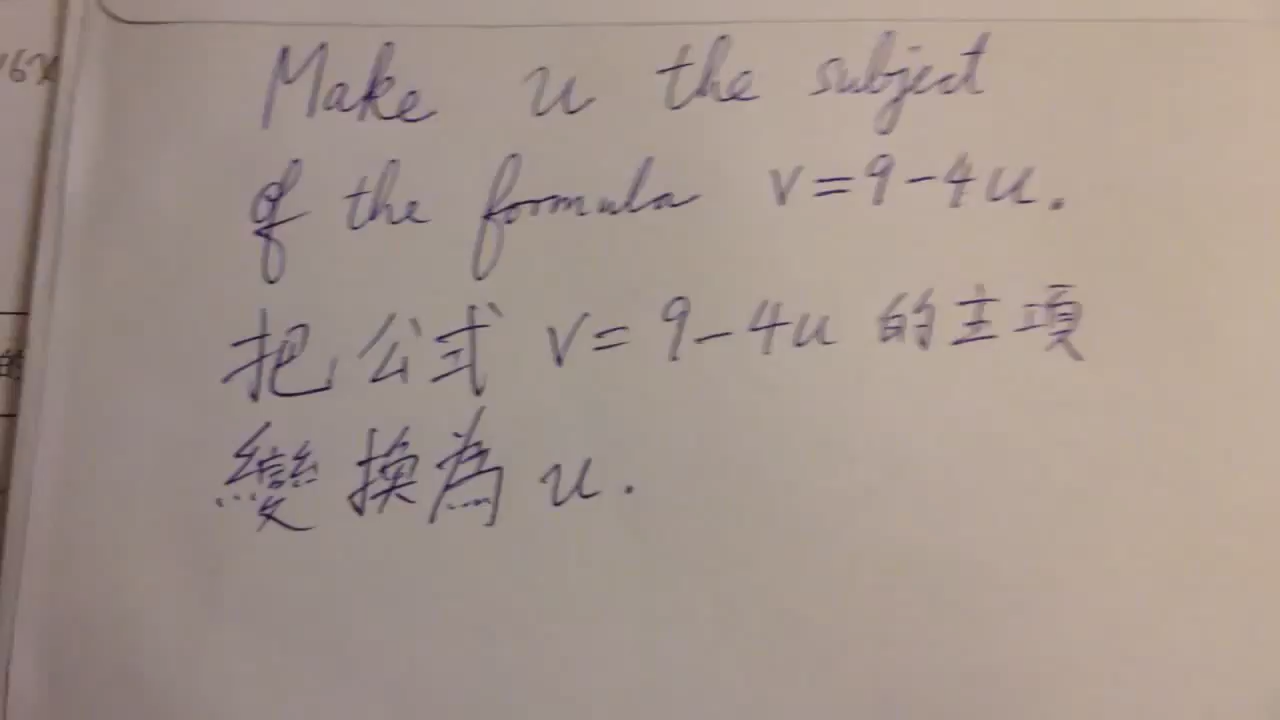 Make u the subject
of the formula v=9-4u.
把公式 v=9-4u 的主項
變換為 u.
的